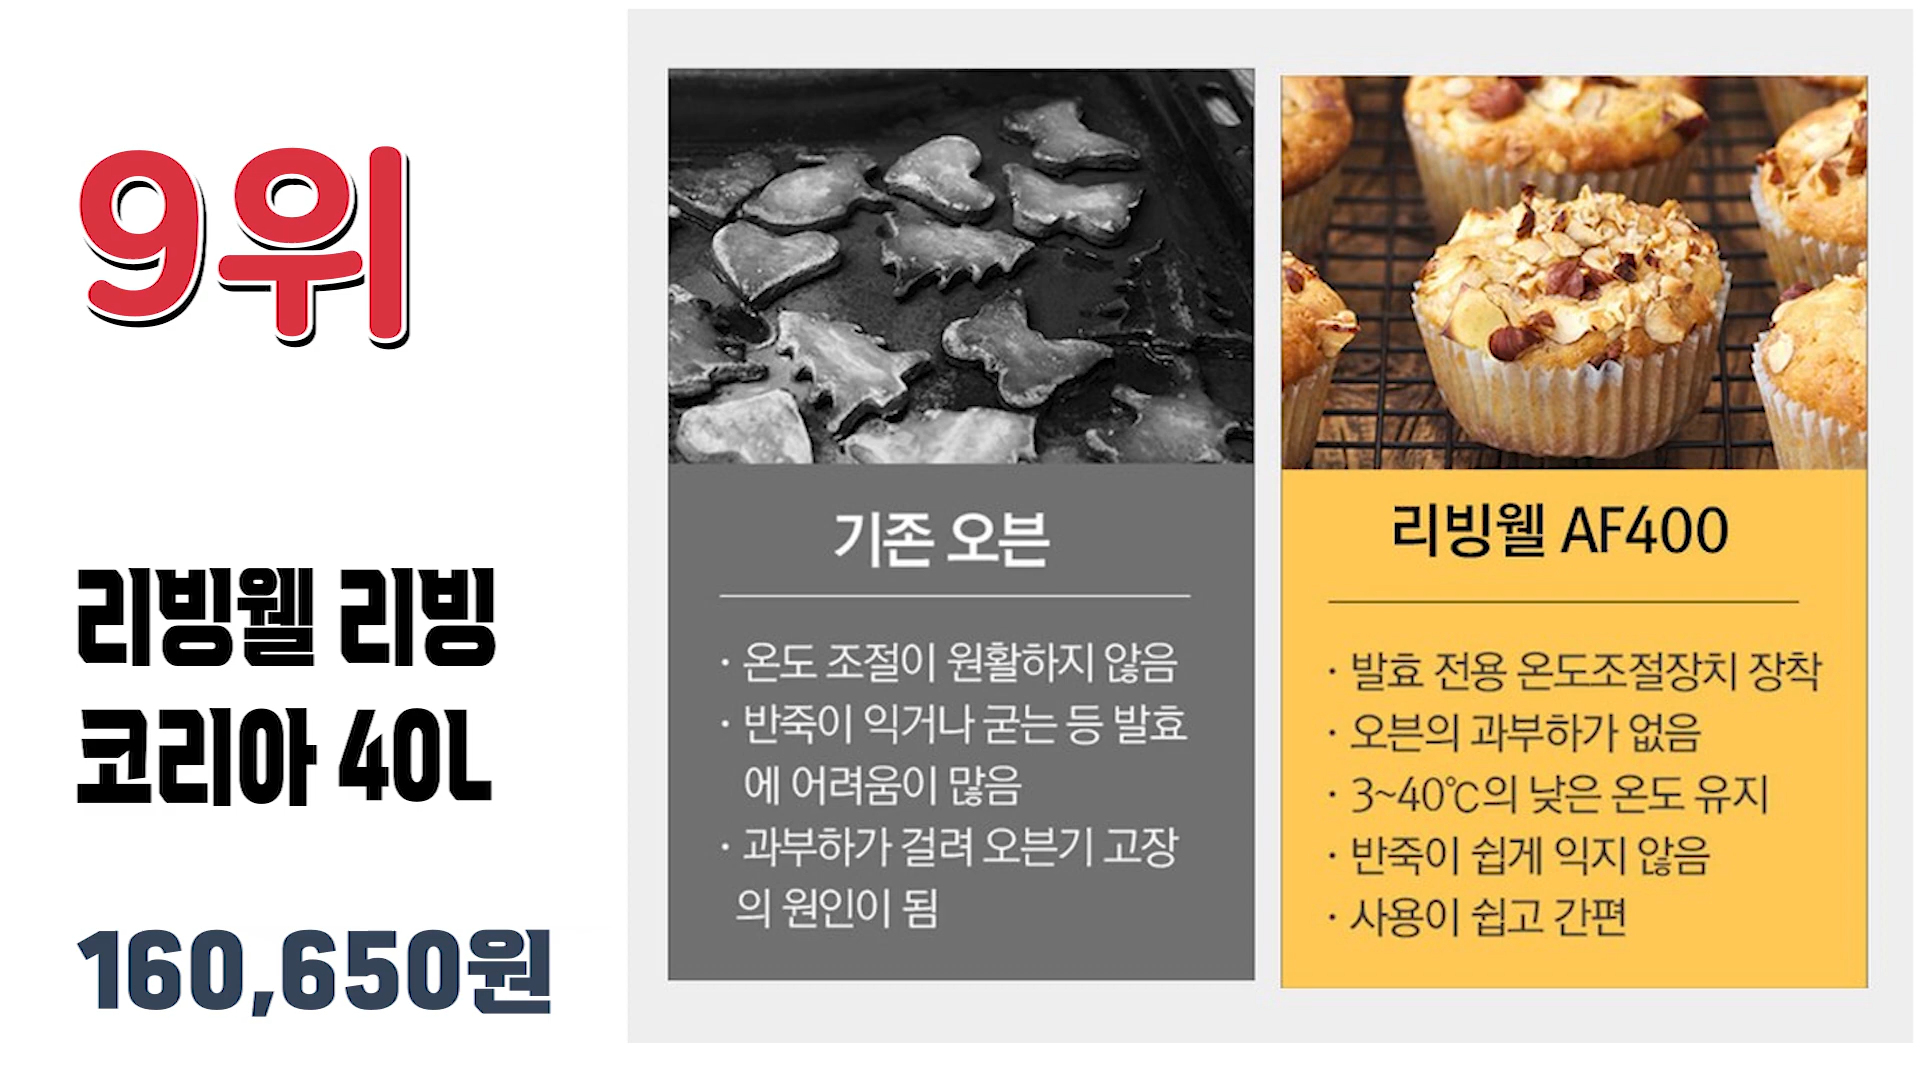 9위
리빙웰 리빙
코리아 40L
160,650원
기존 오븐
· 온도 조절이 원활하지 않음
· 반죽이 익거나 굳는 등 발효
에 어려움이 많음
· 과부하가 걸려 오븐기 고장
의 원인이 됨
리빙웰 AF400
· 발효 전용 온도조절장치 장착
· 오븐의 과부하가 없음
· 3~40℃의 낮은 온도 유지
· 반죽이 쉽게 익지 않음
· 사용이 쉽고 간편